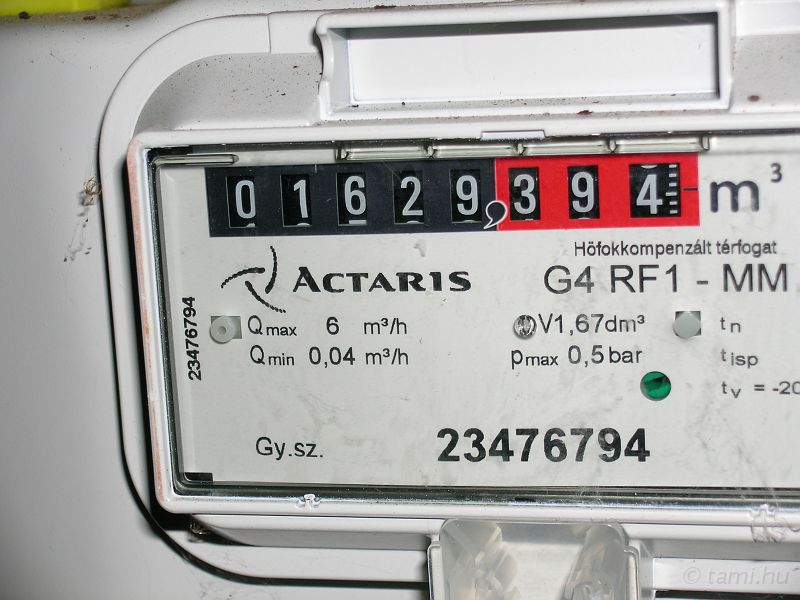 01629,394 m³
Hőfokkompenzált térfogat
ACTARIS G4 RF1 - MM
Qmax 6 m³/h V1,67dm³ tn
Qmin 0,04 m³/h pmax 0,5bar tisp
tv = -20
23476794
Gy.sz. 23476794
© tami.hu